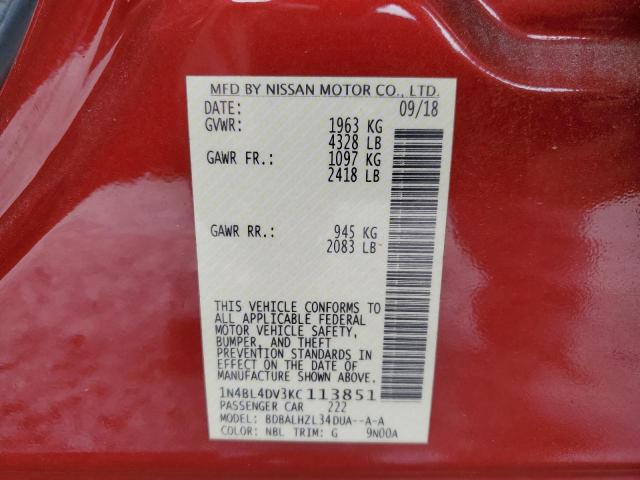 MFD BY NISSAN MOTOR CO., LTD.
DATE: 09/18
GVWR: 1963 KG
4328 LB
GAWR FR: 1097 KG
2418 LB
GAWR RR.: 945 KG
2083 LB
THIS VEHICLE CONFORMS TO
ALL APPLICABLE FEDERAL
MOTOR VEHICLE SAFETY,
BUMPER, AND THEFT
PREVENTION STANDARDS IN
EFFECT ON THE DATE OF
MANUFACTURE SHOWN ABOVE.
1N4BL4DV3KC113851
PASSENGER CAR 222
MODEL: BDBALHZL34DUA--A-A
COLOR: NBL TRIM: G 9N00A